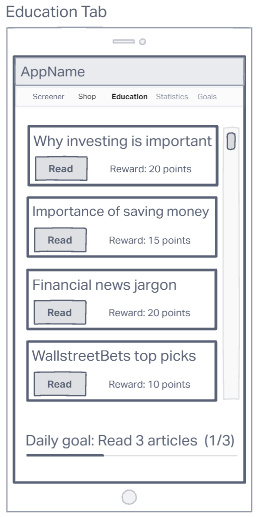 Education Tab
AppName
Screener Shop Education Statistics Goals
Why investing is important
Read Reward: 20 points
Importance of saving money
Read Reward: 15 points
Financial news jargon
Read Reward: 20 points
WallstreetBets top picks
Read Reward: 10 points
Daily goal: Read 3 articles (1/3)